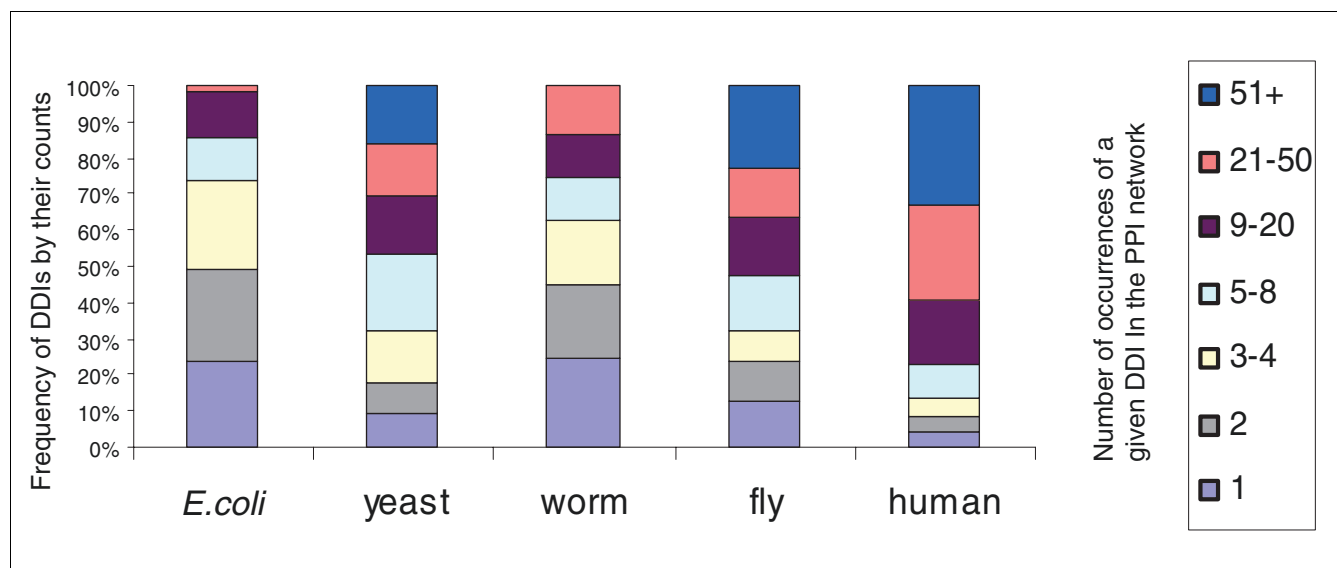 Frequency of DDIs by their counts
100%
90%
80%
70%
60%
50%
40%
30%
20%
10%
0%
E.coli
yeast
worm
fly
human
Number of occurrences of a
given DDI In the PPI network
51+
21-50
9-20
5-8
3-4
2
1